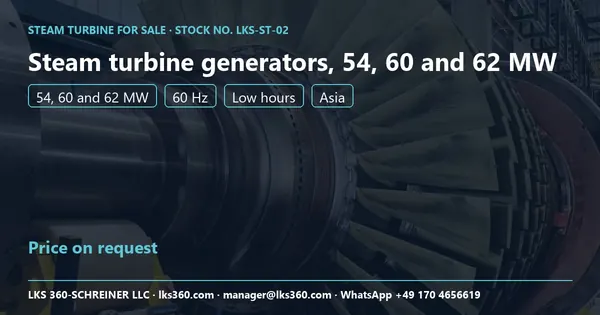 STEAM TURBINE FOR SALE · STOCK NO. LKS-ST-02
Steam turbine generators, 54, 60 and 62 MW
54, 60 and 62 MW
60 Hz
Low hours
Asia
Price on request
LKS 360-SCHREINER LLC · lks360.com · manager@lks360.com · WhatsApp +49 170 4656619